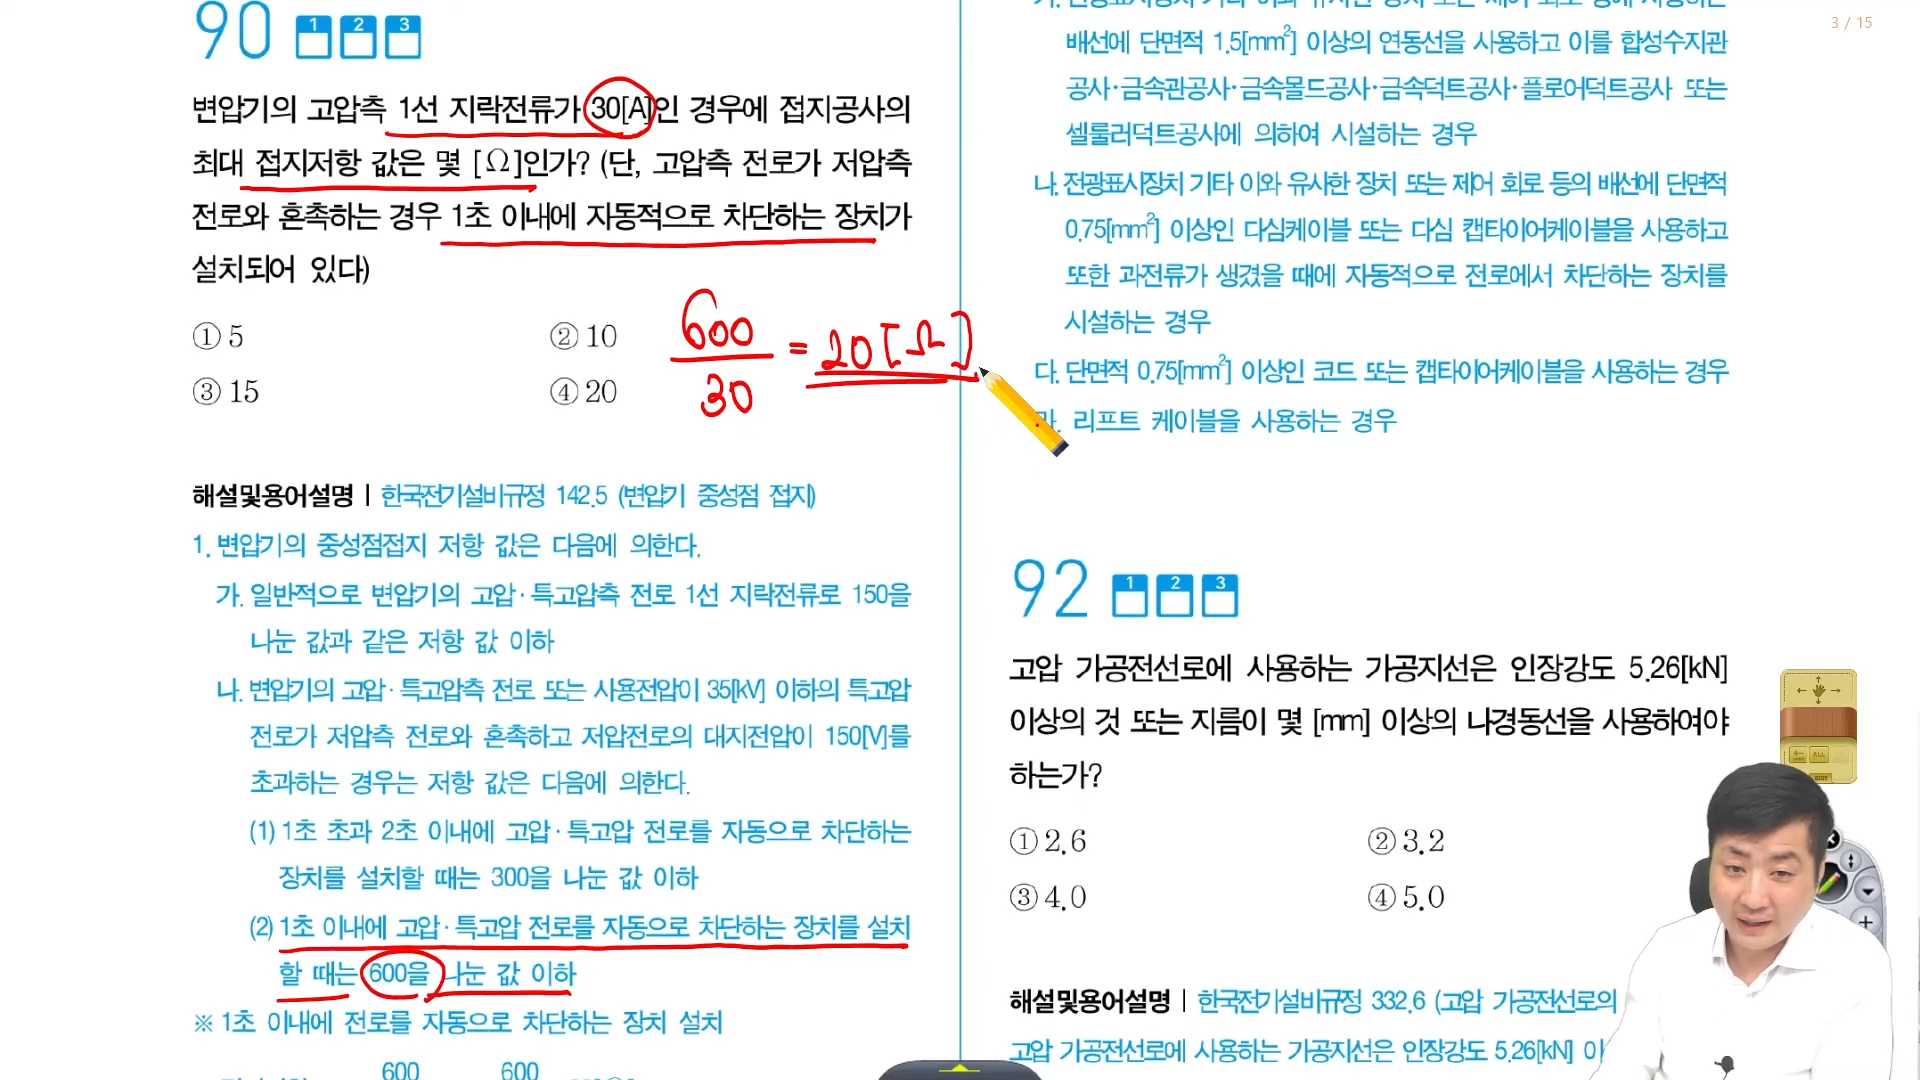 90 1 2 3
변압기의 고압측 1선 지락전류가 30[A]인 경우에 접지공사의
최대 접지저항 값은 몇 [Ω]인가? (단, 고압측 전로가 저압측
전로와 혼촉하는 경우 1초 이내에 자동적으로 차단하는 장치가
설치되어 있다)
① 5
② 10
③ 15
④ 20
600
30
= 20[Ω]
해설및용어설명 | 한국전기설비규정 142.5 (변압기 중성점 접지)
1. 변압기의 중성점접지 저항 값은 다음에 의한다.
가. 일반적으로 변압기의 고압·특고압측 전로 1선 지락전류로 150을
나눈 값과 같은 저항 값 이하
나. 변압기의 고압·특고압측 전로 또는 사용전압이 35[kV] 이하의 특고압
전로가 저압측 전로와 혼촉하고 저압전로의 대지전압이 150[V]를
초과하는 경우는 저항 값은 다음에 의한다.
(1) 1초 초과 2초 이내에 고압·특고압 전로를 자동으로 차단하는
장치를 설치할 때는 300을 나눈 값 이하
(2) 1초 이내에 고압·특고압 전로를 자동으로 차단하는 장치를 설치
할 때는 600을 나눈 값 이하
※ 1초 이내에 전로를 자동으로 차단하는 장치 설치
600 600
3 / 15
배선에 단면적 1.5[mm²] 이상의 연동선을 사용하고 이를 합성수지관
공사·금속관공사·금속몰드공사·금속덕트공사·플로어덕트공사 또는
셀룰러덕트공사에 의하여 시설하는 경우
나. 전광표시장치 기타 이와 유사한 장치 또는 제어 회로 등의 배선에 단면적
0.75[mm²] 이상인 다심케이블 또는 다심 캡타이어케이블을 사용하고
또한 과전류가 생겼을 때에 자동적으로 전로에서 차단하는 장치를
시설하는 경우
다. 단면적 0.75[mm²] 이상인 코드 또는 캡타이어케이블을 사용하는 경우
리프트 케이블을 사용하는 경우
92 1 2 3
고압 가공전선로에 사용하는 가공지선은 인장강도 5.26[kN]
이상의 것 또는 지름이 몇 [mm] 이상의 나경동선을 사용하여야
하는가?
① 2.6
② 3.2
③ 4.0
④ 5.0
해설및용어설명 | 한국전기설비규정 332.6 (고압 가공전선로의
고압 가공전선로에 사용하는 가공지선은 인장강도 5.26[kN] 이
ALL
EXIT